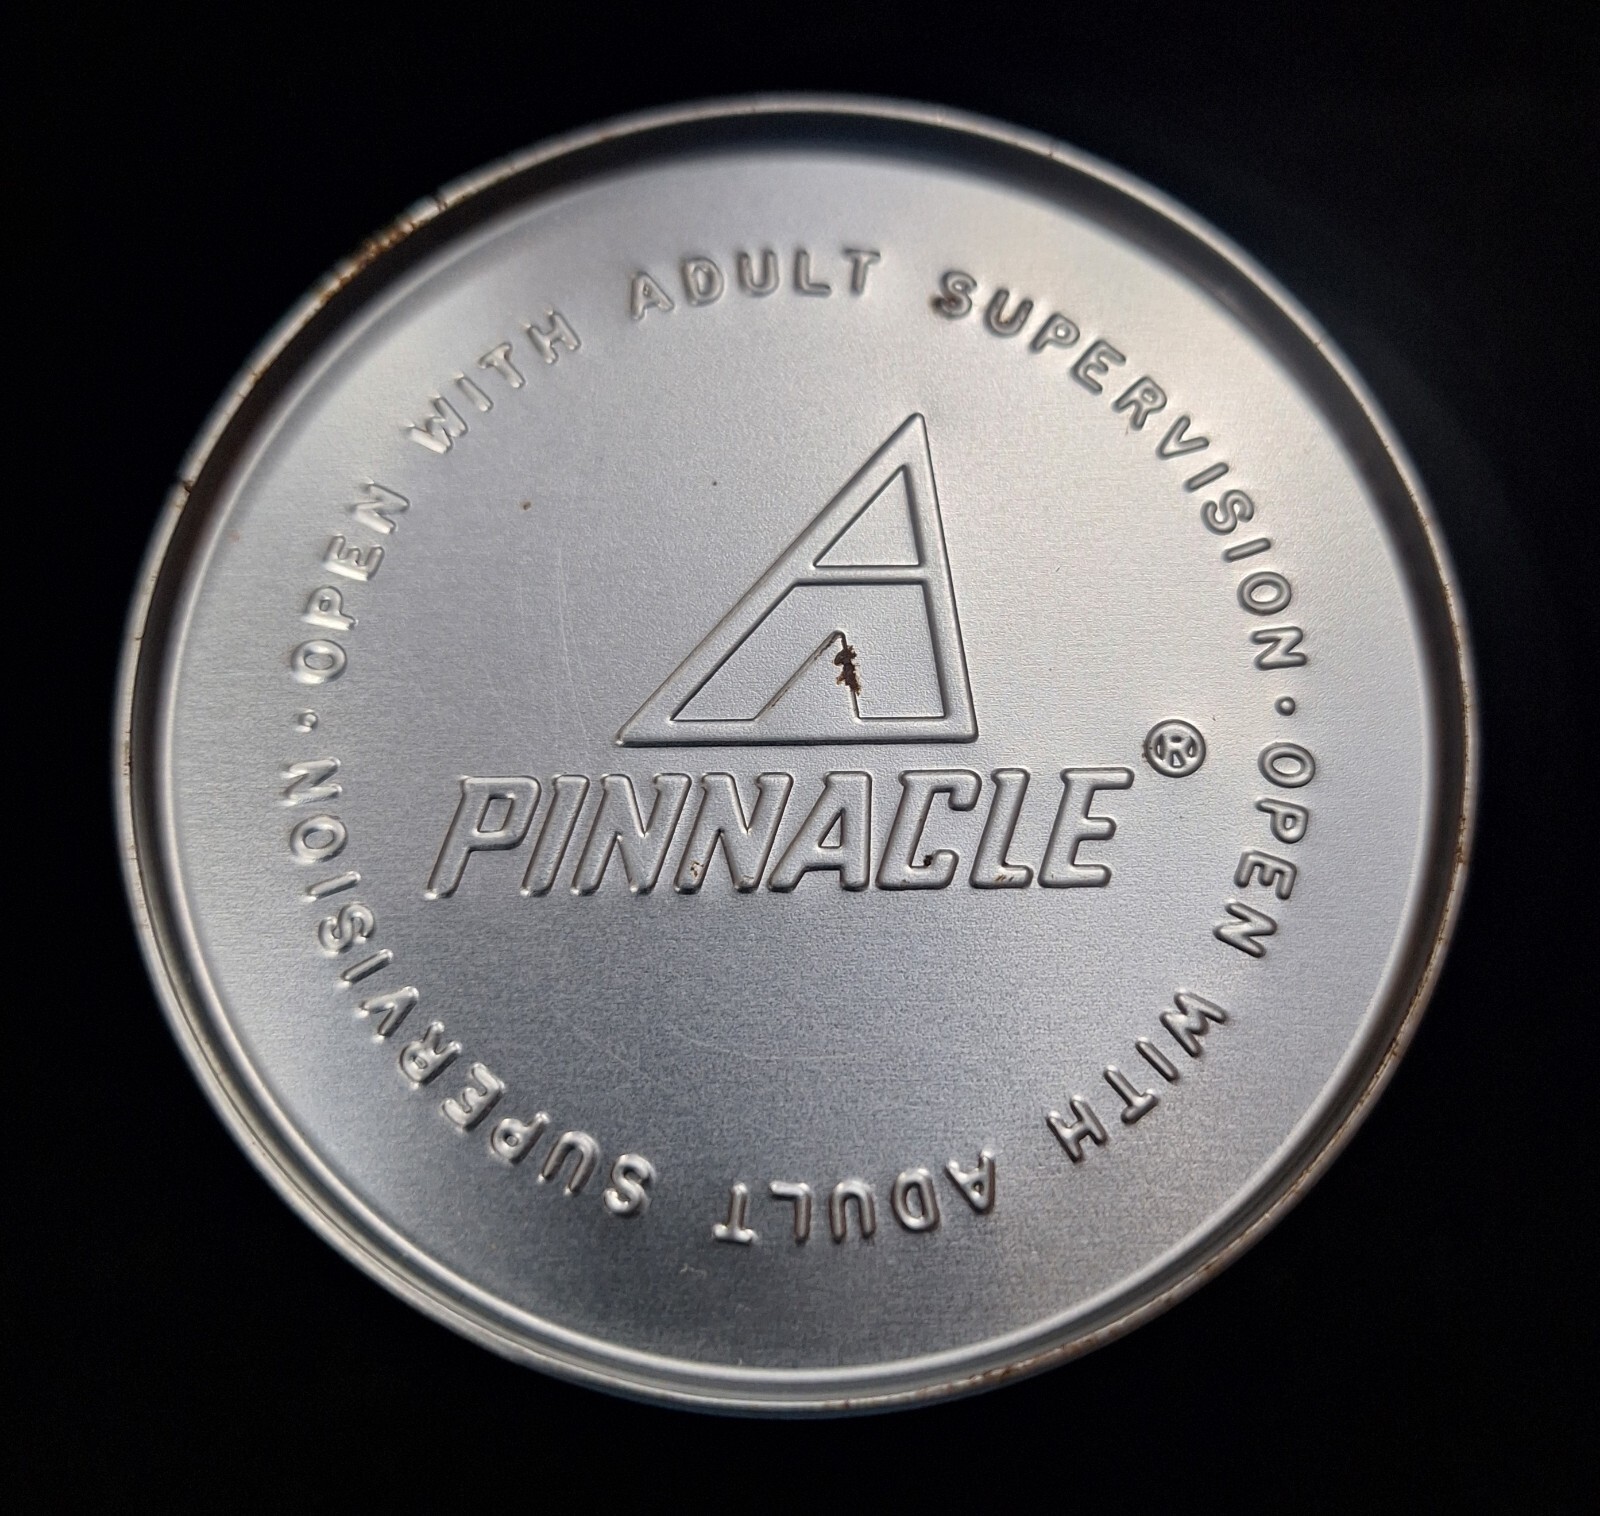 OPEN WITH ADULT SUPERVISION · OPEN WITH ADULT SUPERVISION ·
PINNACLE ®